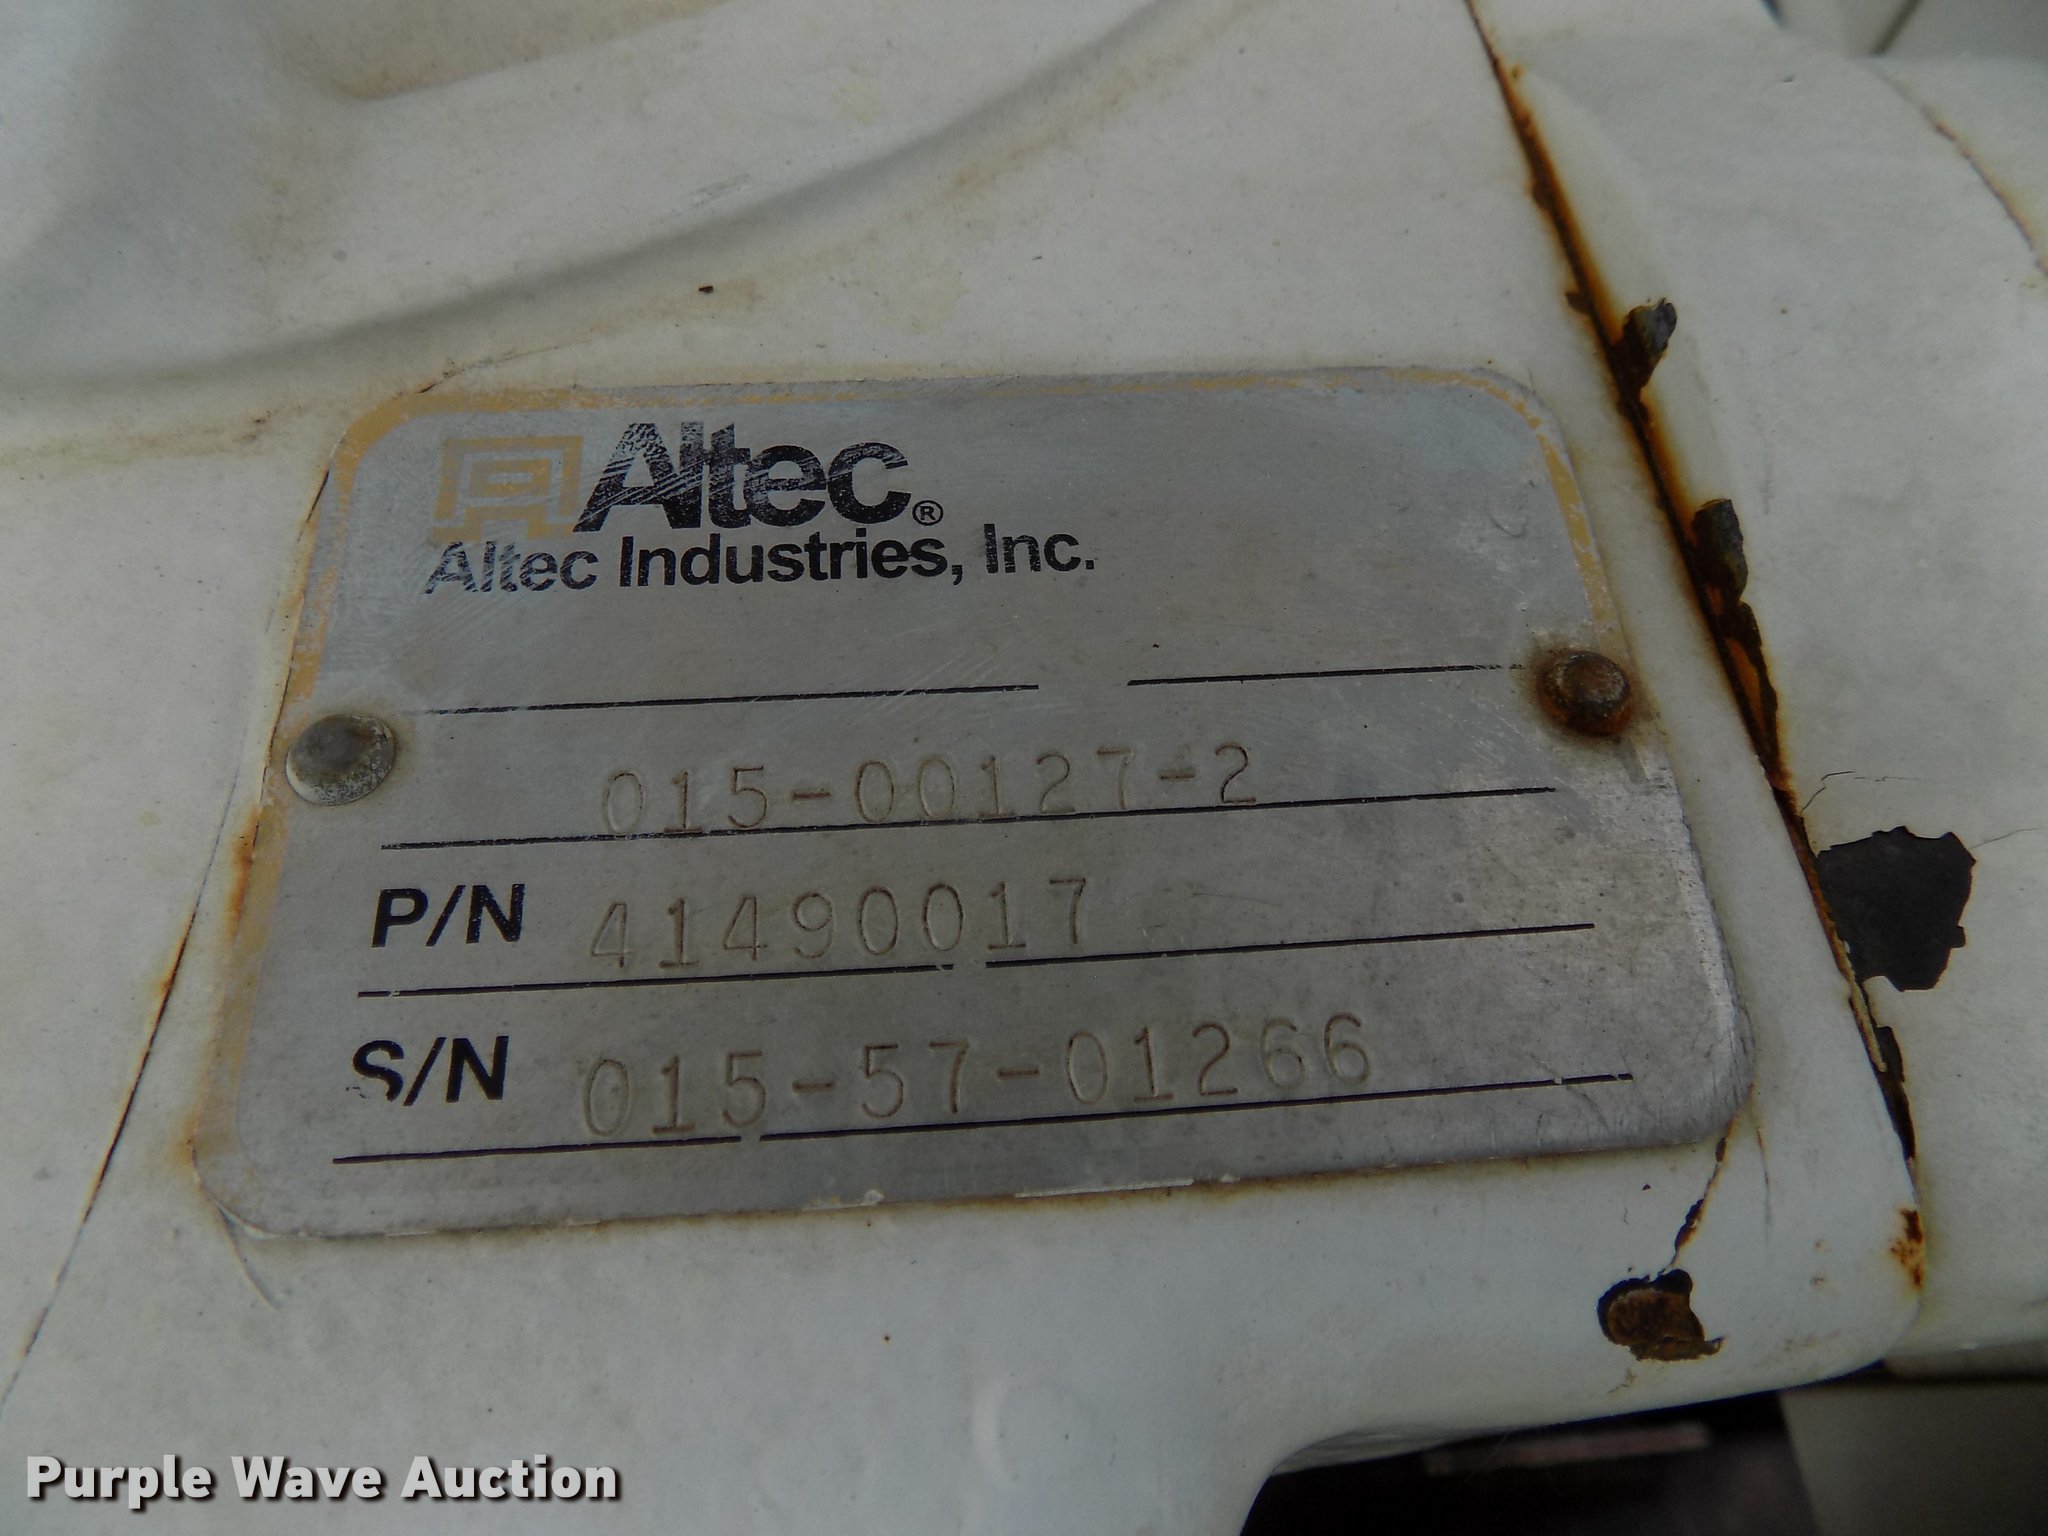 Altec®
Altec Industries, Inc.
015-00127-2
P/N 41490017
S/N 015-57-01266
Purple Wave Auction